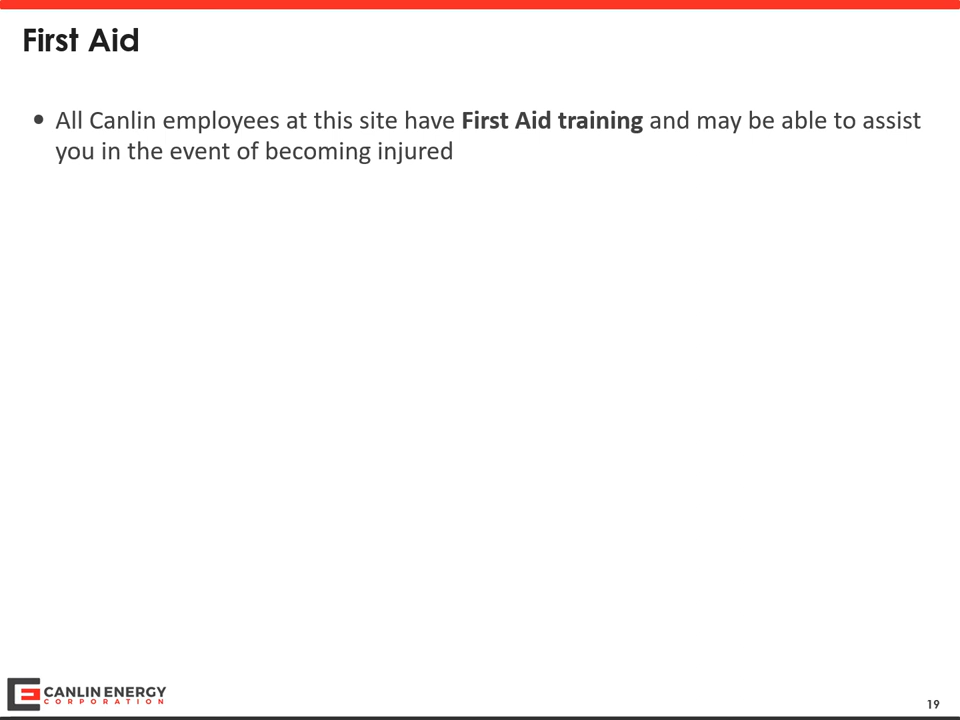 First Aid
• All Canlin employees at this site have First Aid training and may be able to assist
you in the event of becoming injured
CANLIN ENERGY
CORPORATION
19